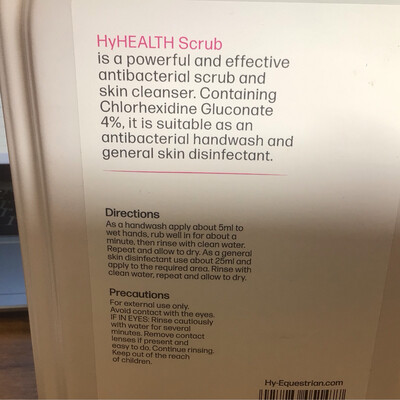 HyHEALTH Scrub
is a powerful and effective
antibacterial scrub and
skin cleanser. Containing
Chlorhexidine Gluconate
4%, it is suitable as an
antibacterial handwash and
general skin disinfectant.
Directions
As a handwash apply about 5ml to
wet hands, rub well in for about a
minute, then rinse with clean water.
Repeat and allow to dry. As a general
skin disinfectant use about 25ml and
apply to the required area. Rinse with
clean water, repeat and allow to dry.
Precautions
For external use only.
Avoid contact with the eyes.
IF IN EYES: Rinse cautiously
with water for several
minutes. Remove contact
lenses if present and
easy to do. Continue rinsing.
Keep out of the reach
of children.
Hy-Equestrian.com